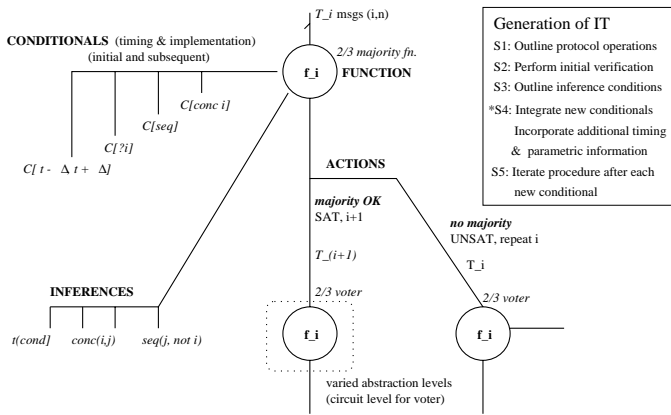 T_i msgs (i,n)
CONDITIONALS (timing & implementation)
(initial and subsequent)
2/3 majority fn.
f_i
FUNCTION
C[conc i]
C[seq]
C[?i]
C[ t - Δ t + Δ]
Generation of IT
S1: Outline protocol operations
S2: Perform initial verification
S3: Outline inference conditions
*S4: Integrate new conditionals
Incorporate additional timing
& parametric information
S5: Iterate procedure after each
new conditional
ACTIONS
majority OK
SAT, i+1
no majority
UNSAT, repeat i
T_(i+1)
T_i
INFERENCES
2/3 voter
2/3 voter
t(cond]
conc(i,j)
seq(j, not i)
f_i
f_i
varied abstraction levels
(circuit level for voter)